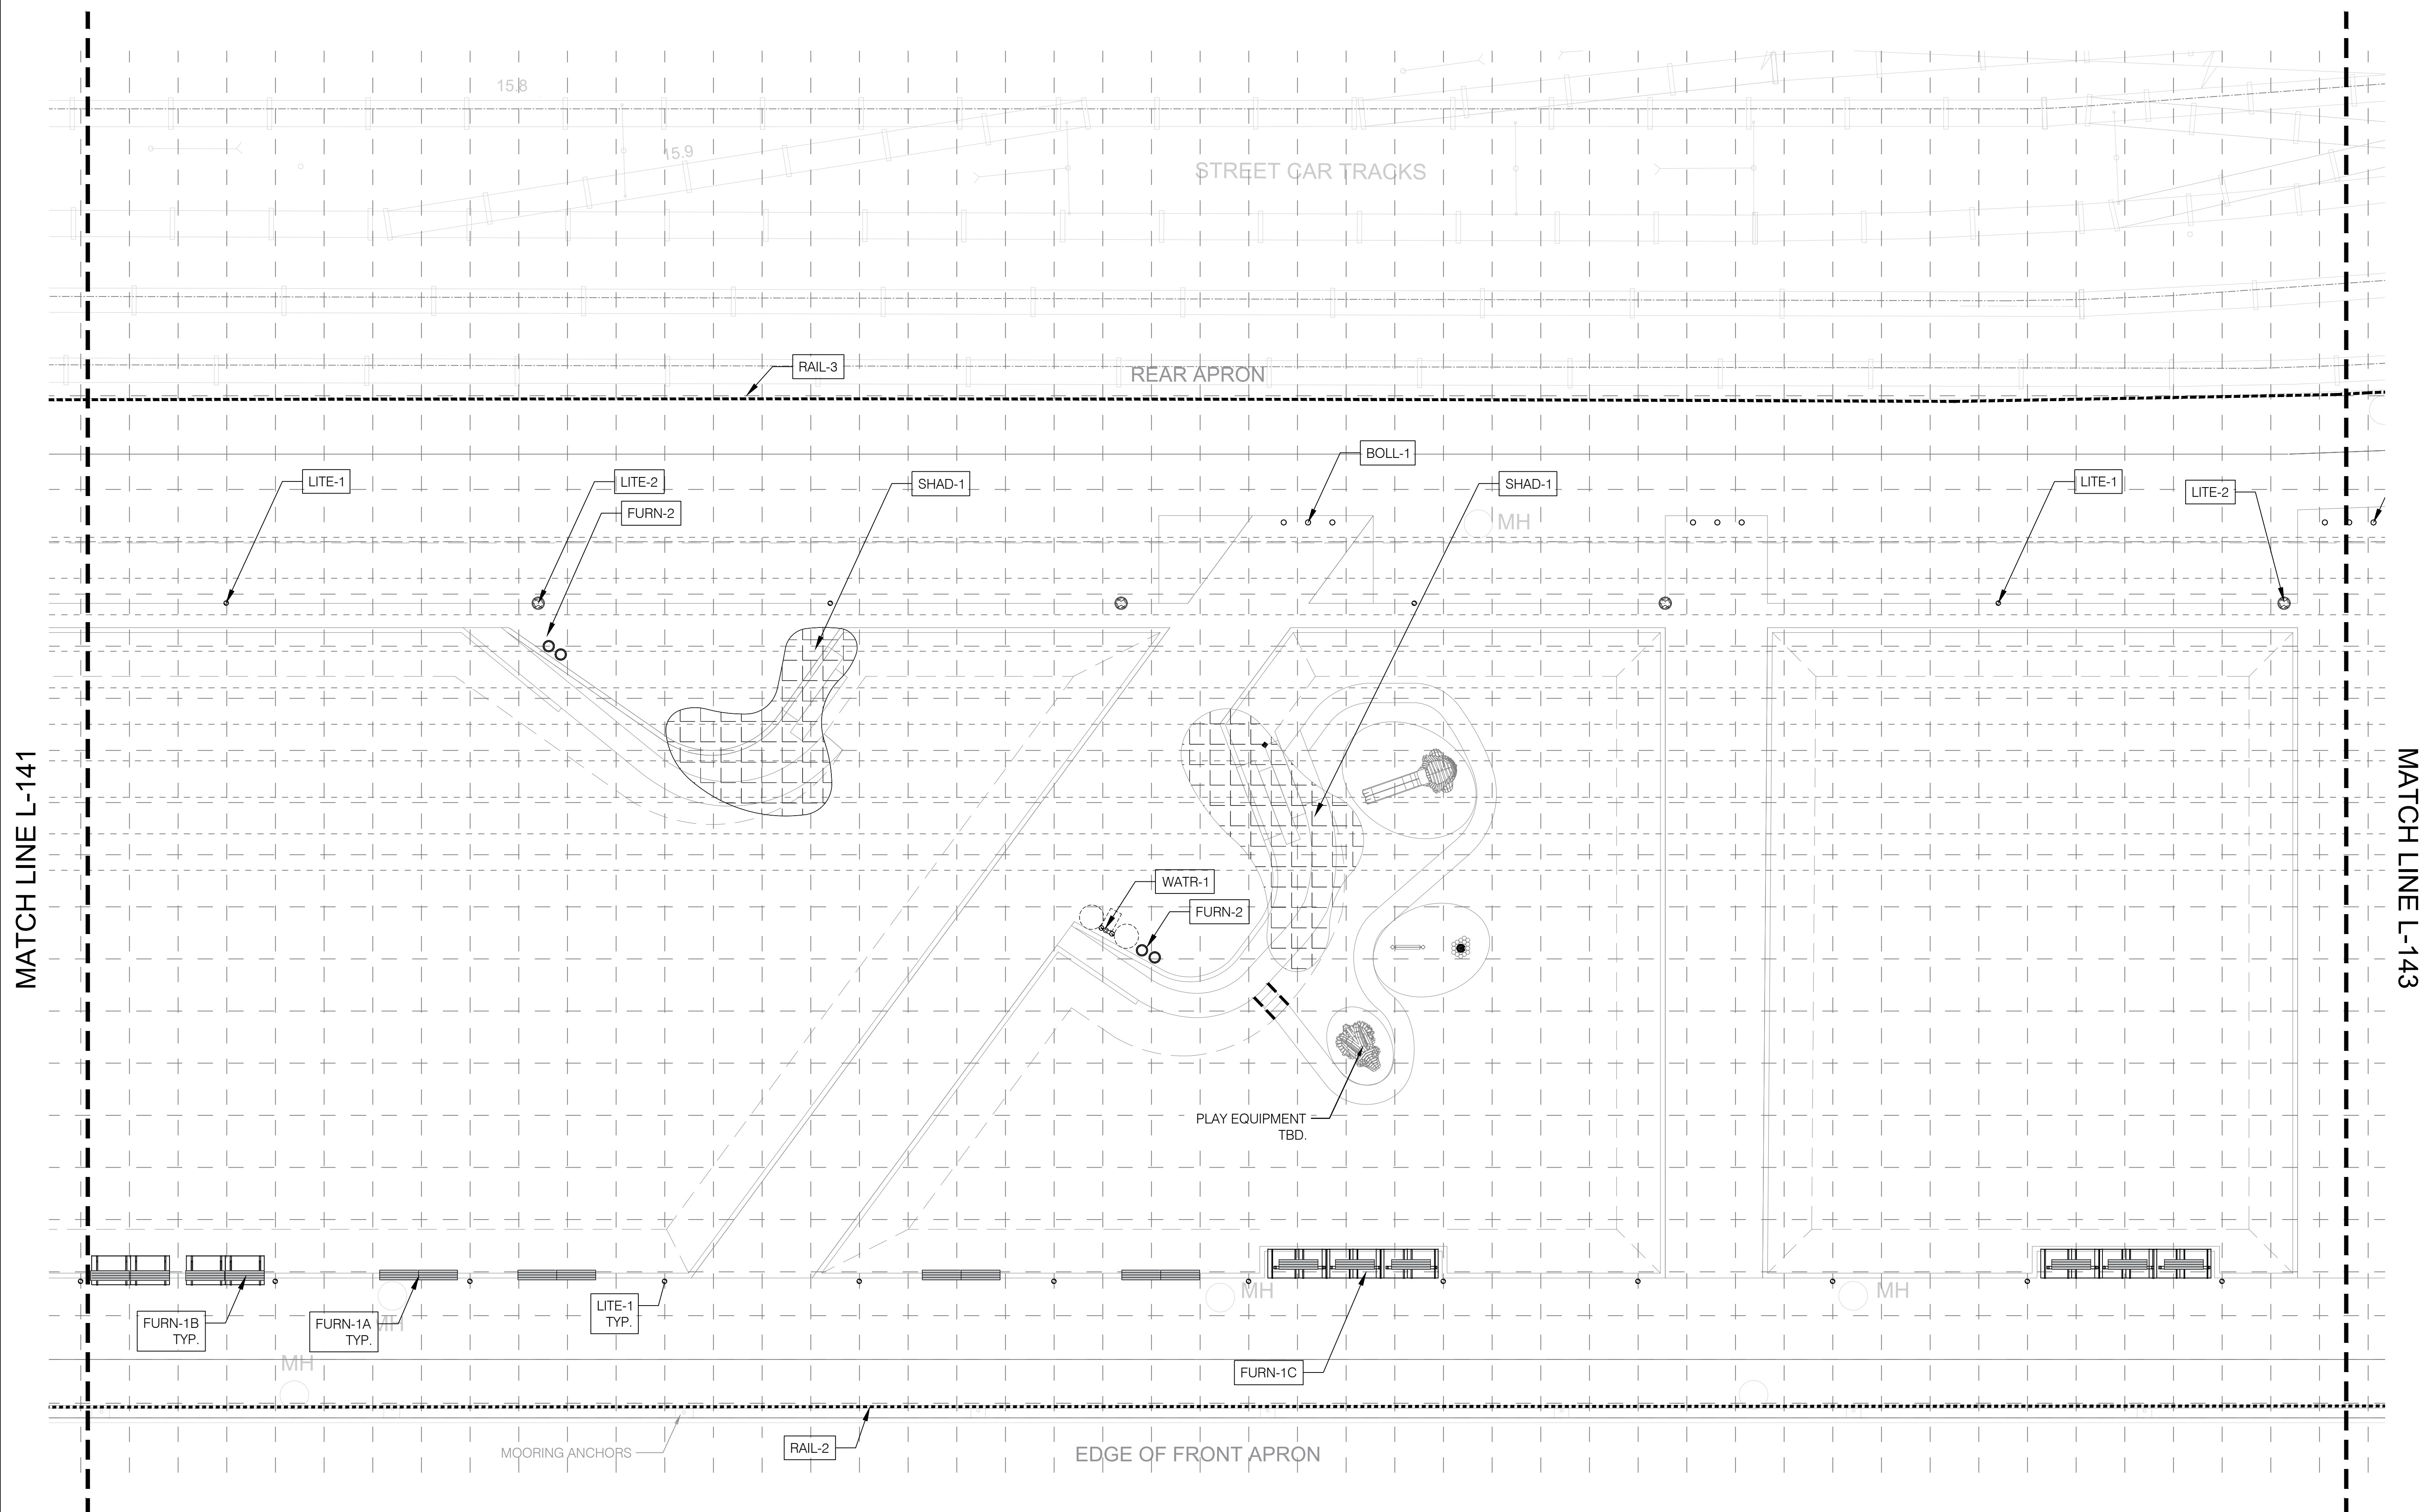 15.8
15.9
STREET CAR TRACKS
RAIL-3
REAR APRON
BOLL-1
LITE-1
LITE-2
SHAD-1
SHAD-1
LITE-1
LITE-2
FURN-2
MH
MATCH LINE L-141
MATCH LINE L-143
WATR-1
FURN-2
PLAY EQUIPMENT
TBD.
MH
MH
LITE-1
TYP.
FURN-1B
TYP.
FURN-1A
TYP.
MH
MH
FURN-1C
MOORING ANCHORS
RAIL-2
EDGE OF FRONT APRON